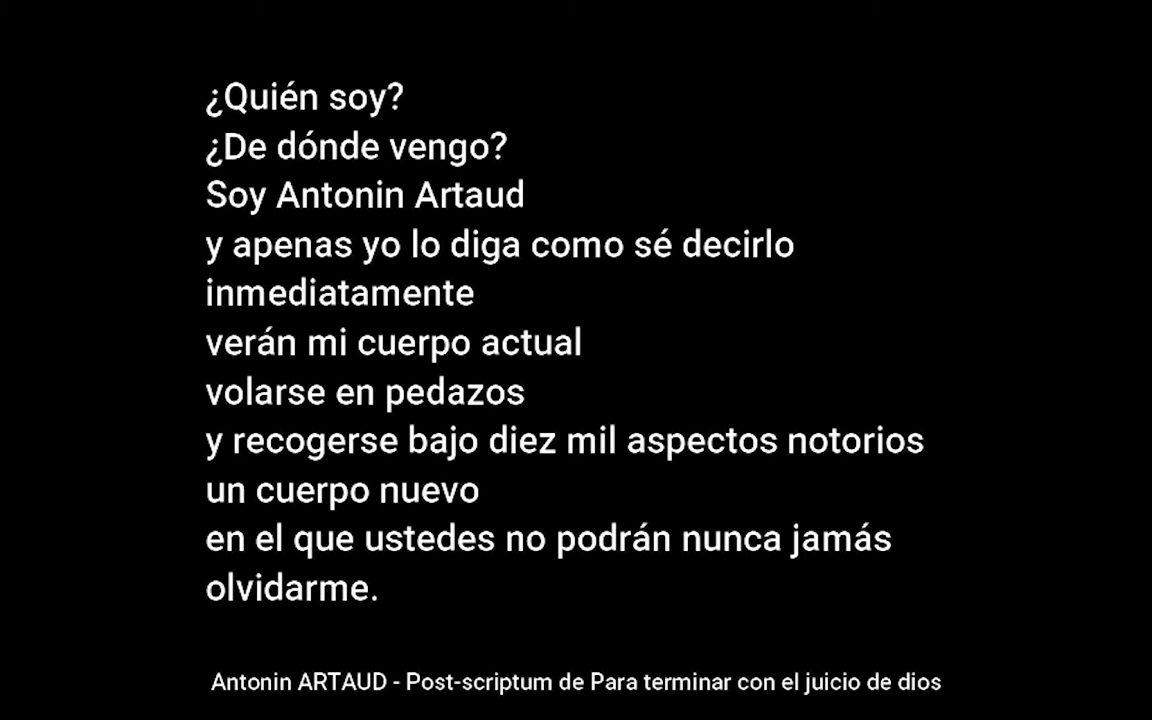 ¿Quién soy?
¿De dónde vengo?
Soy Antonin Artaud
y apenas yo lo diga como sé decirlo
inmediatamente
verán mi cuerpo actual
volarse en pedazos
y recogerse bajo diez mil aspectos notorios
un cuerpo nuevo
en el que ustedes no podrán nunca jamás
olvidarme.
Antonin ARTAUD - Post-scriptum de Para terminar con el juicio de dios